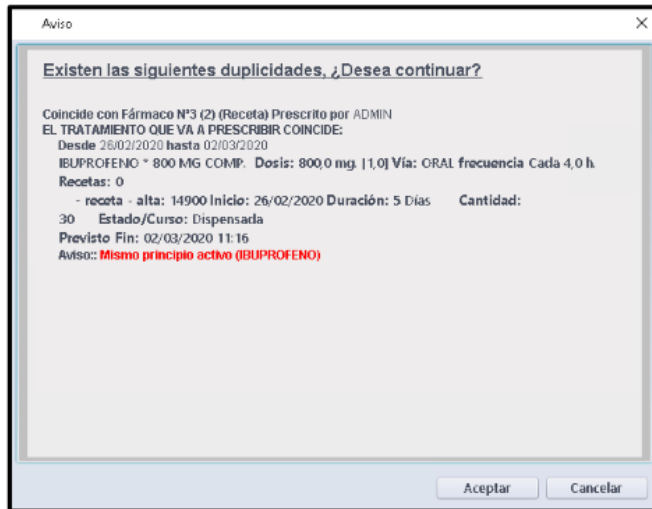 Aviso
Existen las siguientes duplicidades, ¿Desea continuar?
Coincide con Fármaco Nº3 (2) (Receta) Prescrito por ADMIN
EL TRATAMIENTO QUE VA A PRESCRIBIR COINCIDE:
Desde 26/02/2020 hasta 02/03/2020
IBUPROFENO * 800 MG COMP. Dosis: 800,0 mg. [1,0] Vía: ORAL frecuencia Cada 4,0 h.
Recetas: 0
- receta - alta: 14900 Inicio: 26/02/2020 Duración: 5 Días Cantidad:
30 Estado/Curso: Dispensada
Previsto Fin: 02/03/2020 11:16
Aviso:: Mismo principio activo (IBUPROFENO)
Aceptar Cancelar